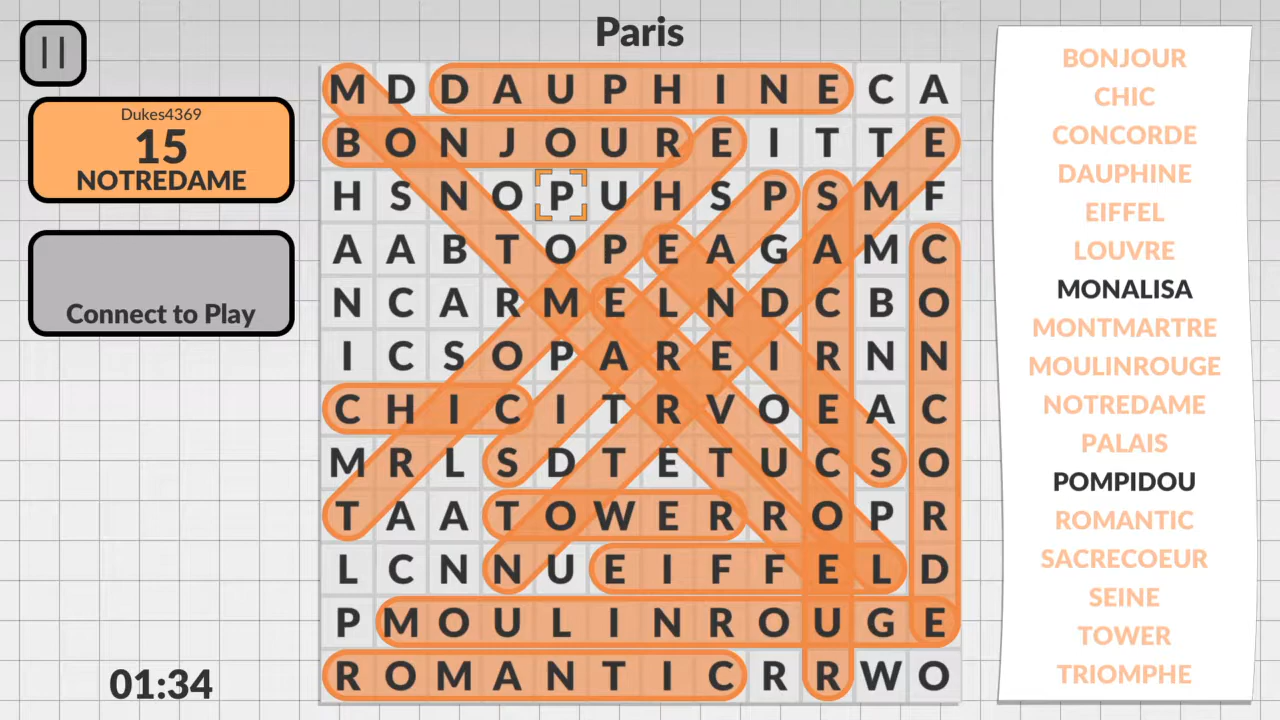 Paris
Dukes4369
15
NOTREDAME
Connect to Play
01:34
M D D A U P H I N E C A
B O N J O U R E I T T E
H S N O P U H S P S M F
A A B T O P E A G A M C
N C A R M E L N D C B O
I C S O P A R E I R N N
C H I C I T R V O E A C
M R L S D T E T U C S O
T A A T O W E R R O P R
L C N N U E I F F E L D
P M O U L I N R O U G E
R O M A N T I C R R W O
BONJOUR
CHIC
CONCORDE
DAUPHINE
EIFFEL
LOUVRE
MONALISA
MONTMARTRE
MOULINROUGE
NOTREDAME
PALAIS
POMPIDOU
ROMANTIC
SACRECOEUR
SEINE
TOWER
TRIOMPHE